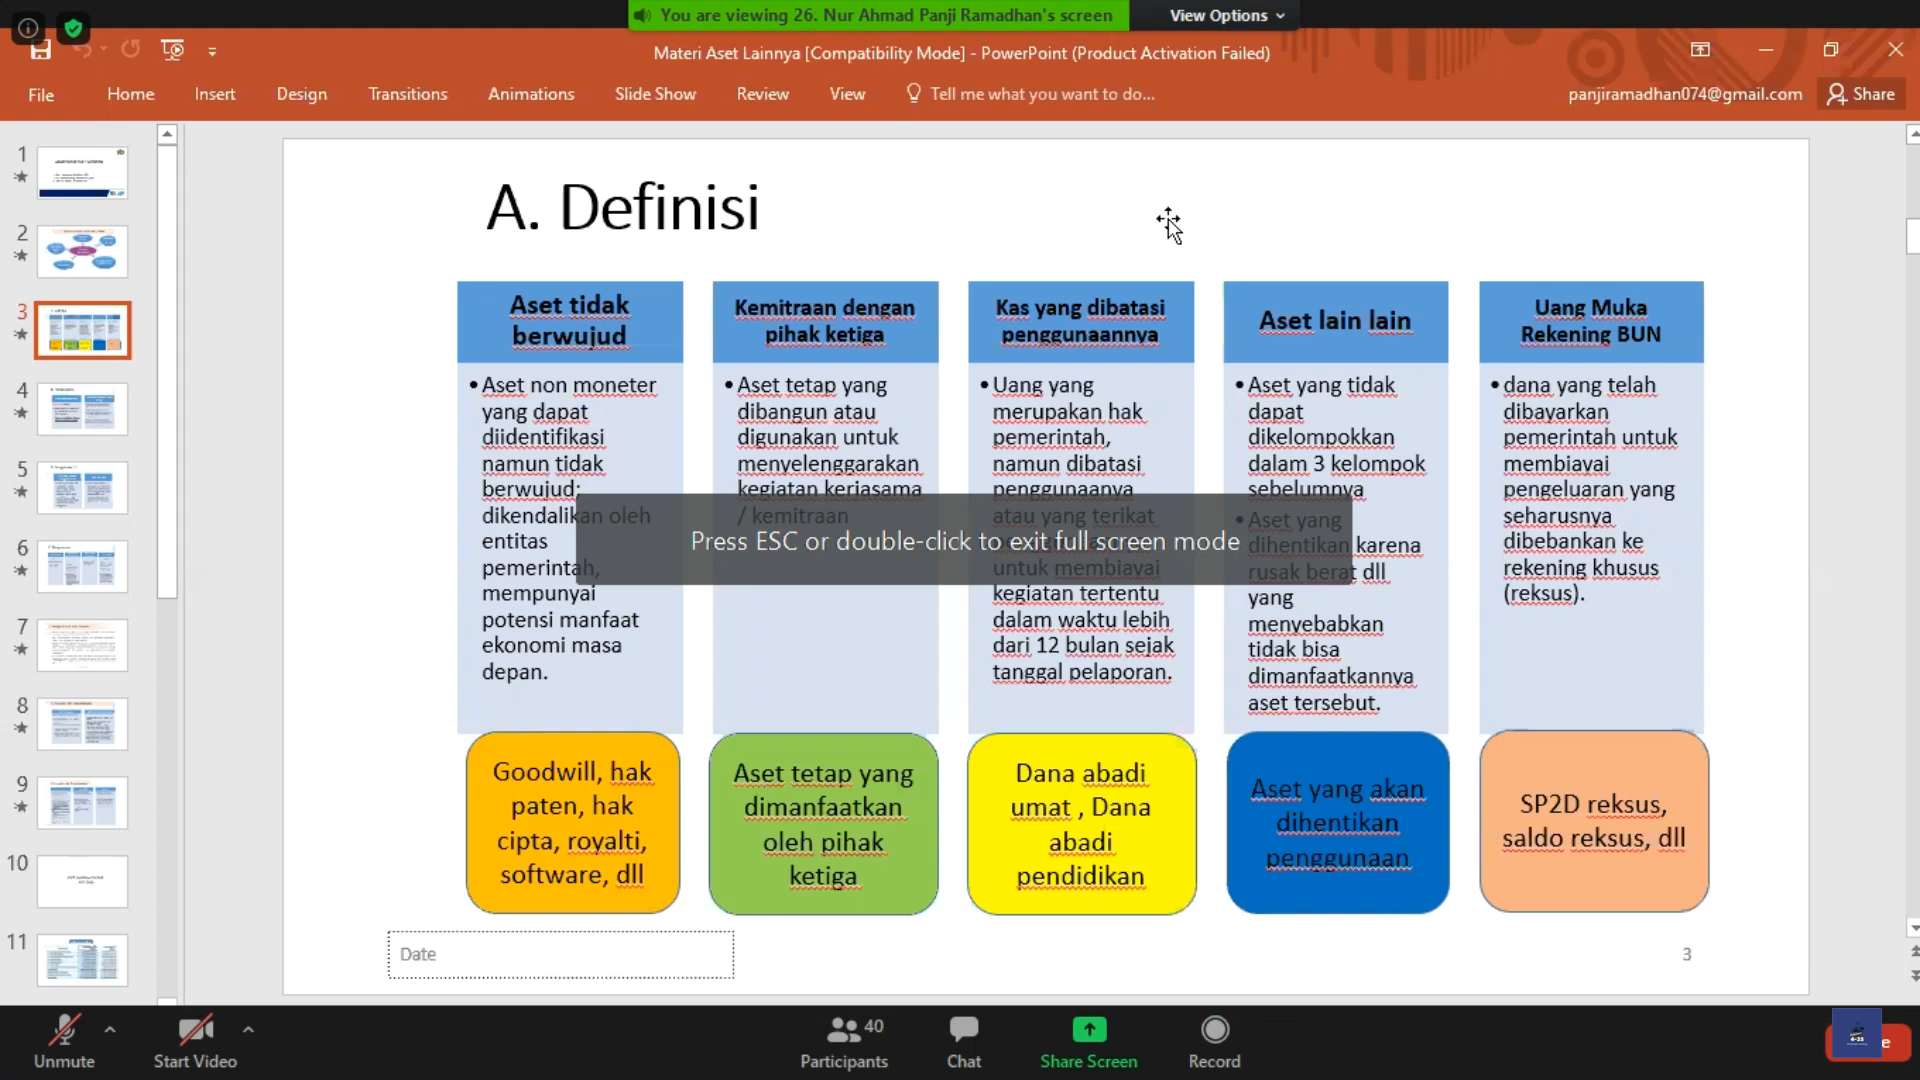 You are viewing 26. Nur Ahmad Panji Ramadhan's screen
View Options
Materi Aset Lainnya [Compatibility Mode] - PowerPoint (Product Activation Failed)
File
Home
Insert
Design
Transitions
Animations
Slide Show
Review
View
Tell me what you want to do...
panjiramadhan074@gmail.com
Share
1
2
3
4
5
6
7
8
9
10
11
A. Definisi
Aset tidak
berwujud
Aset non moneter
yang dapat
diidentifikasi
namun tidak
berwujud;
dikendalikan oleh
entitas
pemerintah,
mempunyai
potensi manfaat
ekonomi masa
depan.
Goodwill, hak
paten, hak
cipta, royalti,
software, dll
Kemitraan dengan
pihak ketiga
Aset tetap yang
dibangun atau
digunakan untuk
menyelenggarakan
kegiatan kerjasama
/ kemitraan
Aset tetap yang
dimanfaatkan
oleh pihak
ketiga
Kas yang dibatasi
penggunaannya
Uang yang
merupakan hak
pemerintah,
namun dibatasi
penggunaanya
atau yang terikat
untuk membiayai
kegiatan tertentu
dalam waktu lebih
dari 12 bulan sejak
tanggal pelaporan.
Dana abadi
umat , Dana
abadi
pendidikan
Aset lain lain
Aset yang tidak
dapat
dikelompokkan
dalam 3 kelompok
sebelumnya
Aset yang
dihentikan karena
rusak berat dll
yang
menyebabkan
tidak bisa
dimanfaatkannya
aset tersebut.
Aset yang akan
dihentikan
penggunaan
Uang Muka
Rekening BUN
dana yang telah
dibayarkan
pemerintah untuk
membiayai
pengeluaran yang
seharusnya
dibebankan ke
rekening khusus
(reksus).
SP2D reksus,
saldo reksus, dll
Press ESC or double-click to exit full screen mode
Date
3
Unmute
Start Video
40
Participants
Chat
Share Screen
Record
4-25